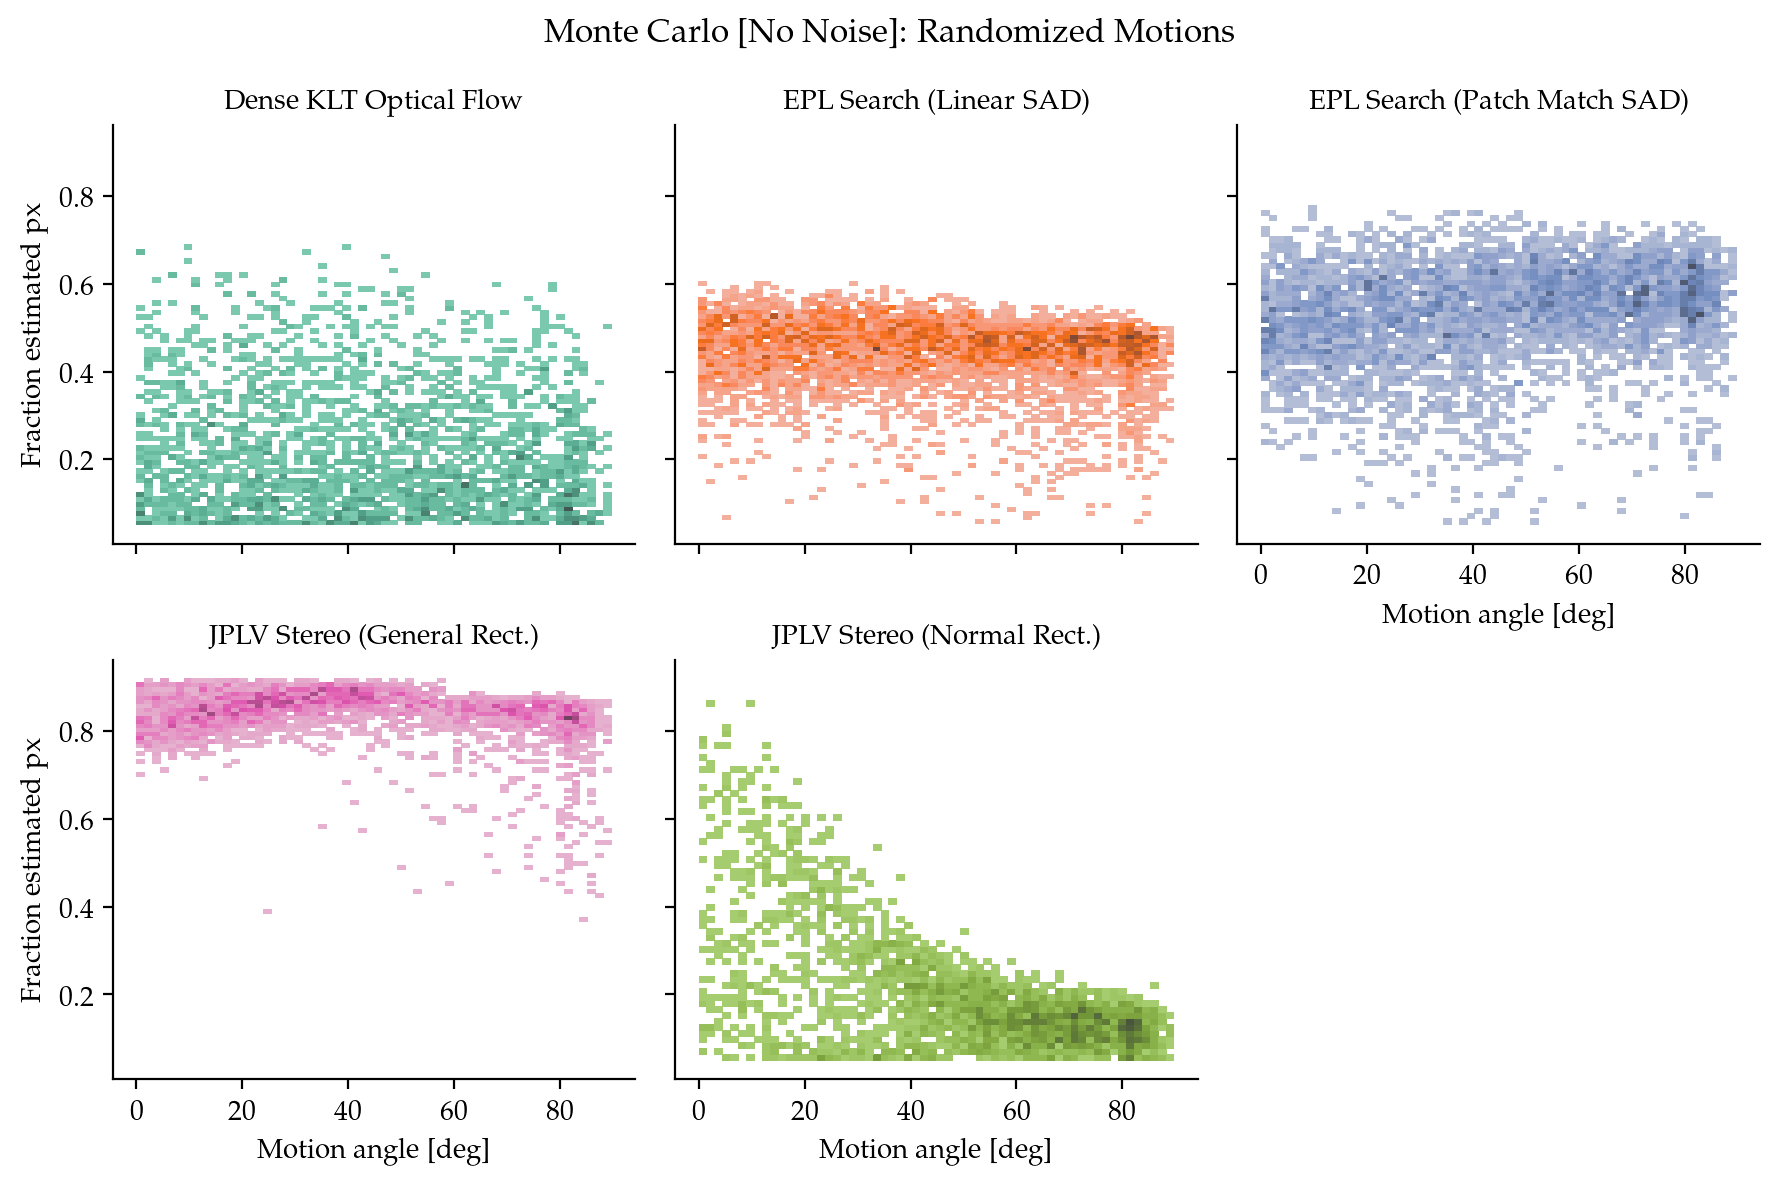 Monte Carlo [No Noise]: Randomized Motions
Dense KLT Optical Flow
EPL Search (Linear SAD)
EPL Search (Patch Match SAD)
Fraction estimated px
0.8
0.6
0.4
0.2
0 20 40 60 80
Motion angle [deg]
JPLV Stereo (General Rect.)
JPLV Stereo (Normal Rect.)
Fraction estimated px
0.8
0.6
0.4
0.2
0 20 40 60 80
0 20 40 60 80
Motion angle [deg]
Motion angle [deg]